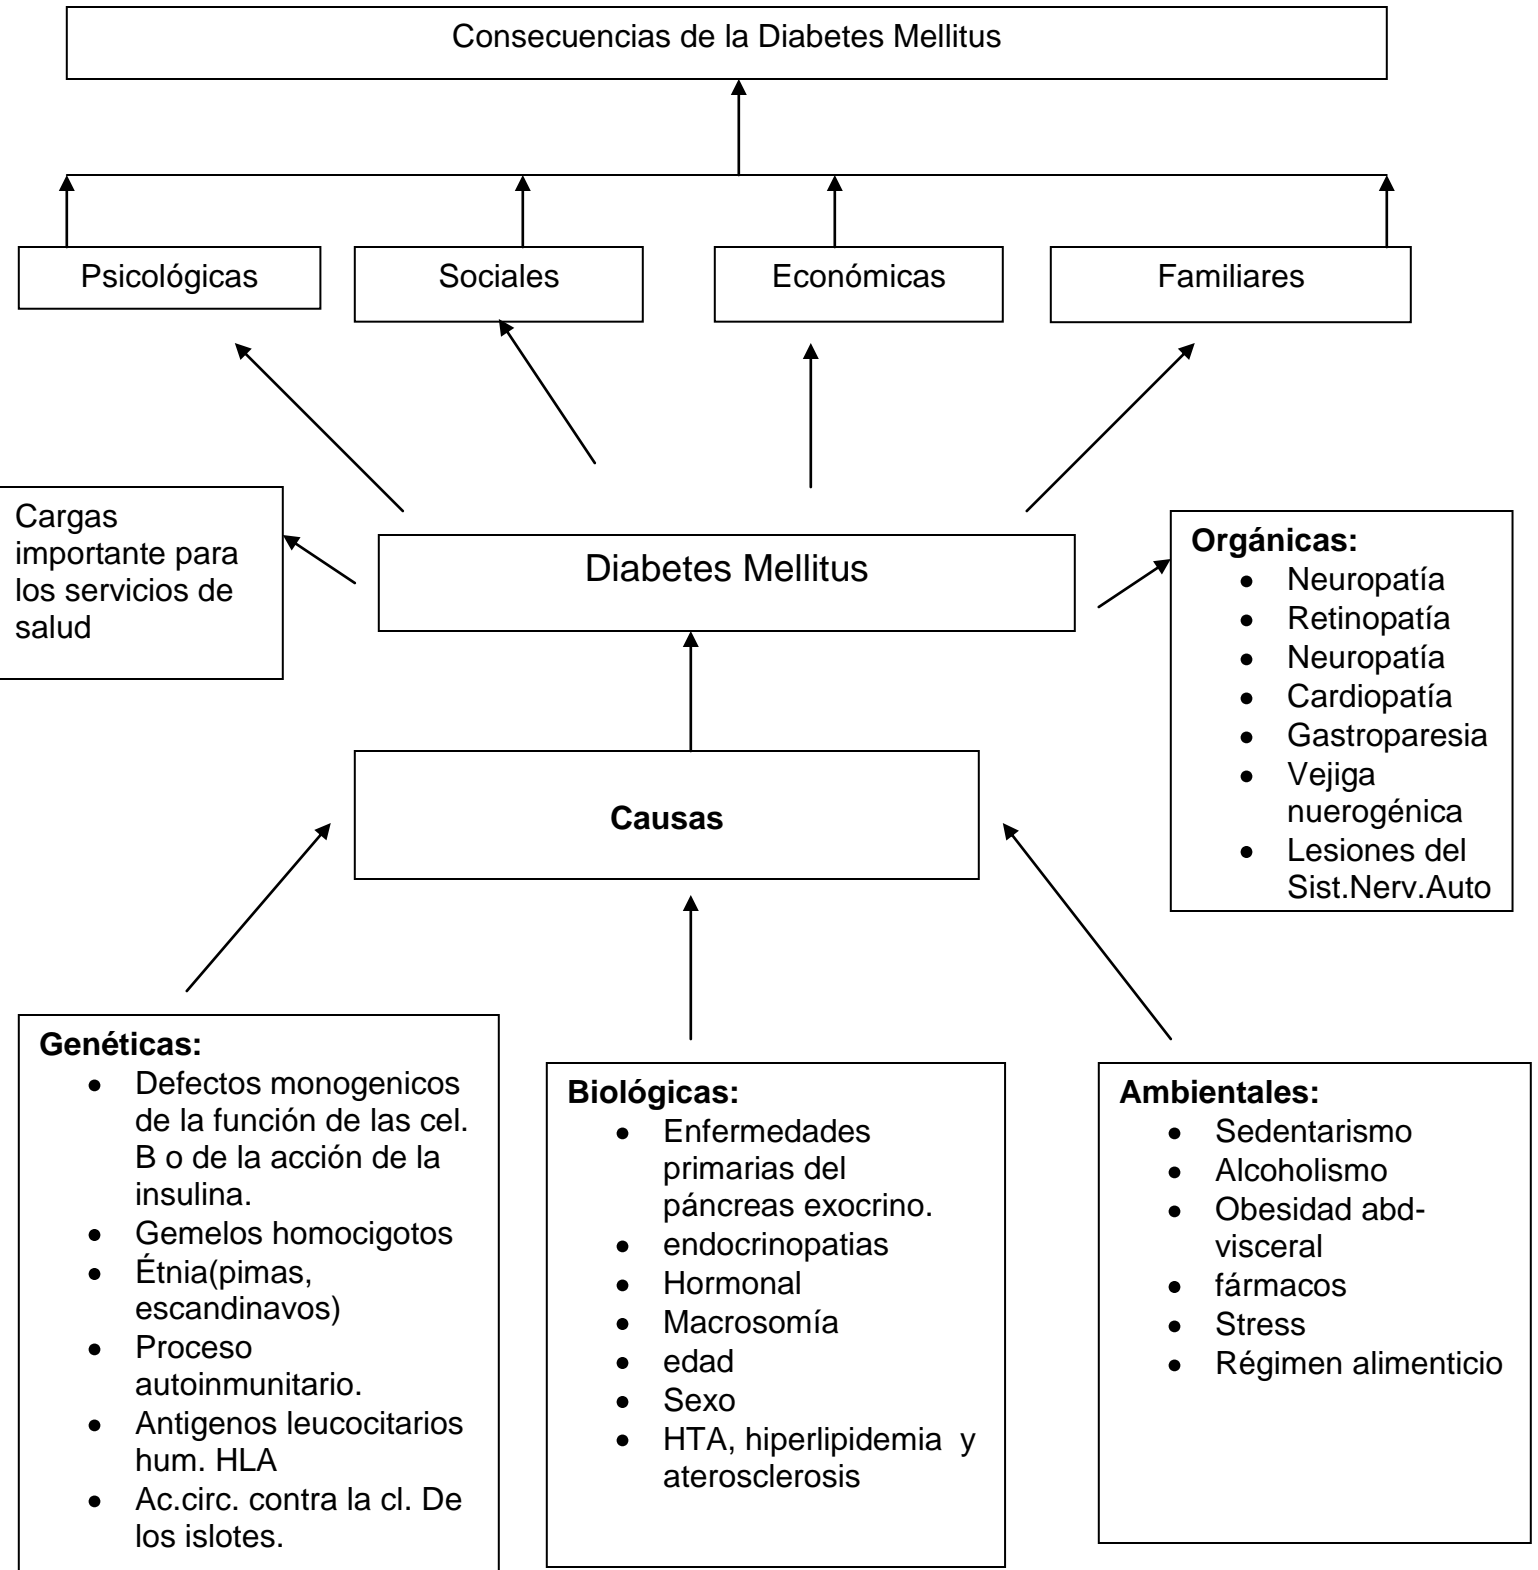 Consecuencias de la Diabetes Mellitus
Psicológicas
Sociales
Económicas
Familiares
Cargas
importante para
los servicios de
salud
Diabetes Mellitus
Orgánicas:
• Neuropatía
• Retinopatía
• Neuropatía
• Cardiopatía
• Gastroparesia
• Vejiga
nuerogénica
• Lesiones del
Sist.Nerv.Auto
Causas
Genéticas:
• Defectos monogenicos
de la función de las cel.
B o de la acción de la
insulina.
• Gemelos homocigotos
• Étnia(pimas,
escandinavos)
• Proceso
autoinmunitario.
• Antigenos leucocitarios
hum. HLA
• Ac.circ. contra la cl. De
los islotes.
Biológicas:
• Enfermedades
primarias del
páncreas exocrino.
• endocrinopatias
• Hormonal
• Macrosomía
• edad
• Sexo
• HTA, hiperlipidemia y
aterosclerosis
Ambientales:
• Sedentarismo
• Alcoholismo
• Obesidad abd-
visceral
• fármacos
• Stress
• Régimen alimenticio